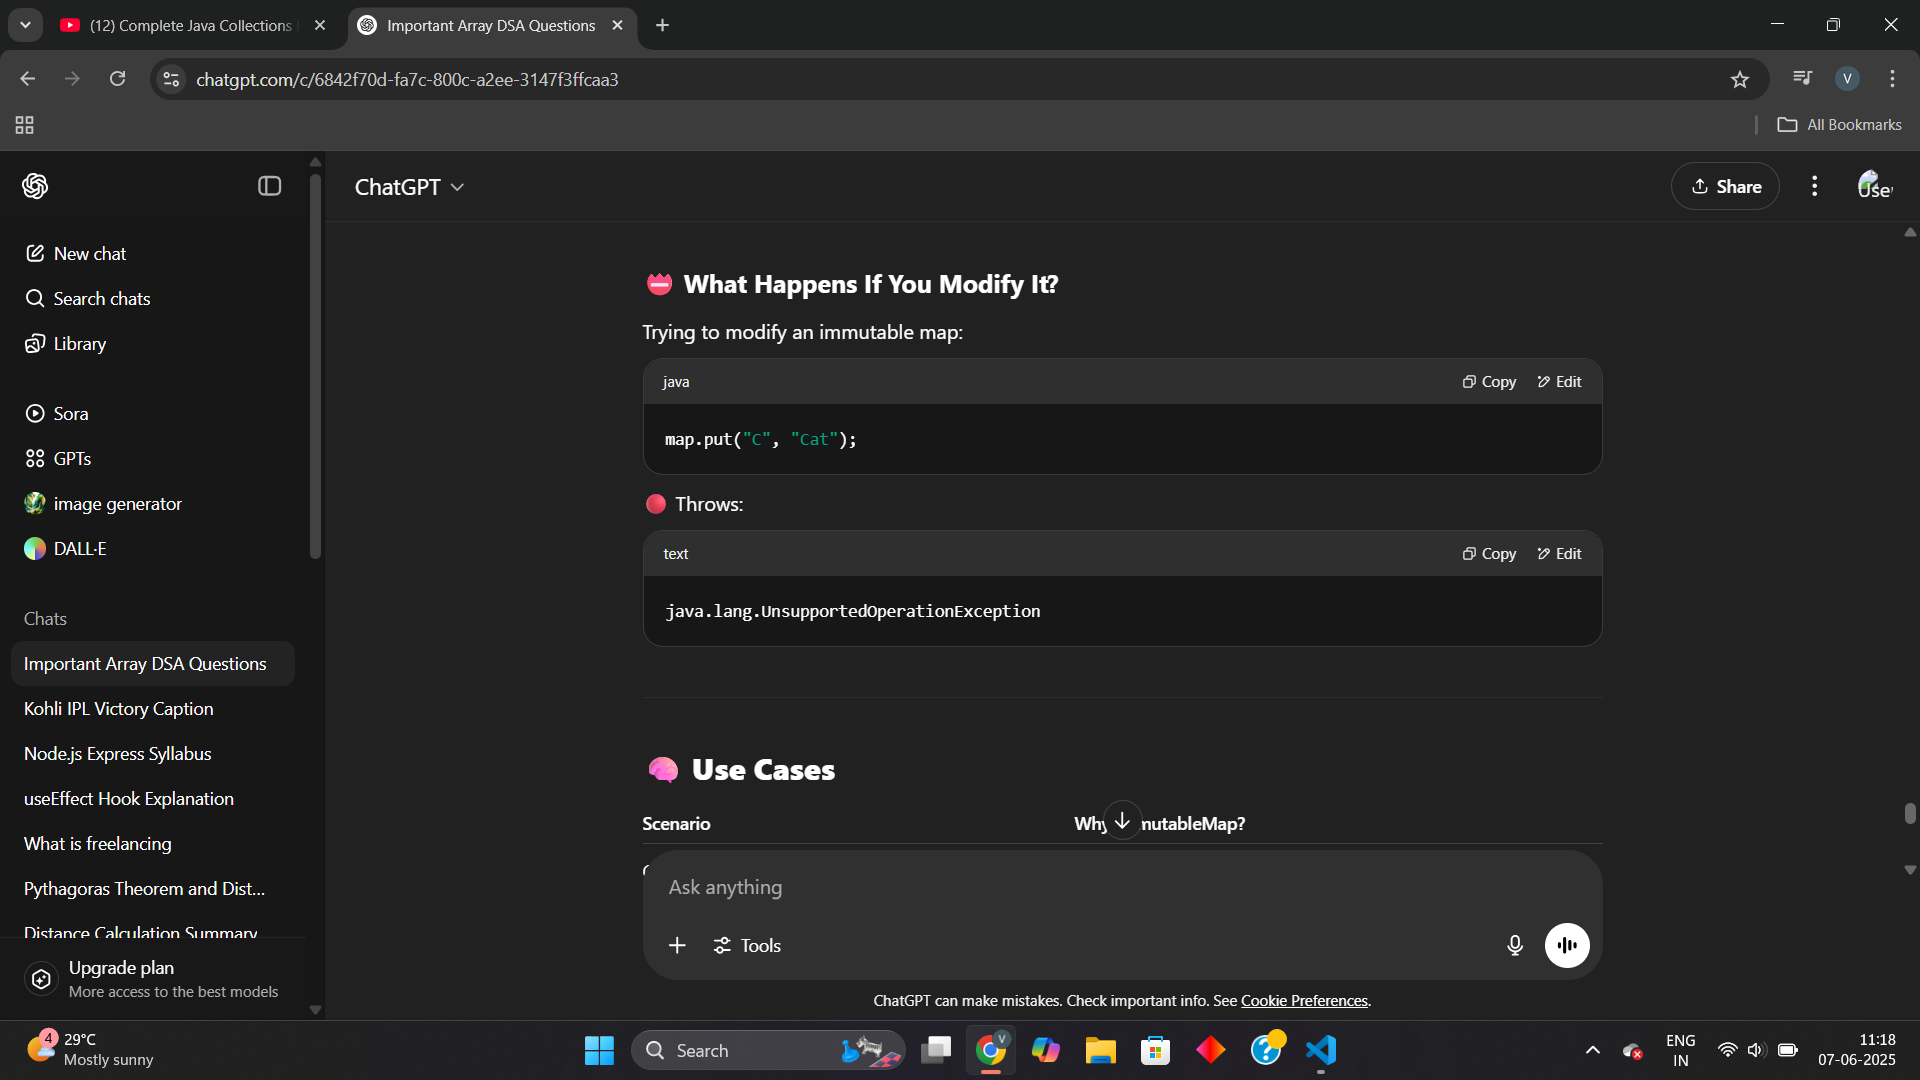 (12) Complete Java Collections
Important Array DSA Questions
chatgpt.com/c/6842f70d-fa7c-800c-a2ee-3147f3ffcaa3
V
All Bookmarks
ChatGPT
Share
User
New chat
Search chats
Library
Sora
GPTs
image generator
DALL·E
Chats
Important Array DSA Questions
Kohli IPL Victory Caption
Node.js Express Syllabus
useEffect Hook Explanation
What is freelancing
Pythagoras Theorem and Dist...
Distance Calculation Summary
Upgrade plan
More access to the best models
What Happens If You Modify It?
Trying to modify an immutable map:
java
Copy
Edit
map.put("C", "Cat");
Throws:
text
Copy
Edit
java.lang.UnsupportedOperationException
Use Cases
Scenario
Why mutableMap?
Ask anything
Tools
ChatGPT can make mistakes. Check important info. See Cookie Preferences.
4
29°C
Mostly sunny
Search
V
ENG
IN
11:18
07-06-2025